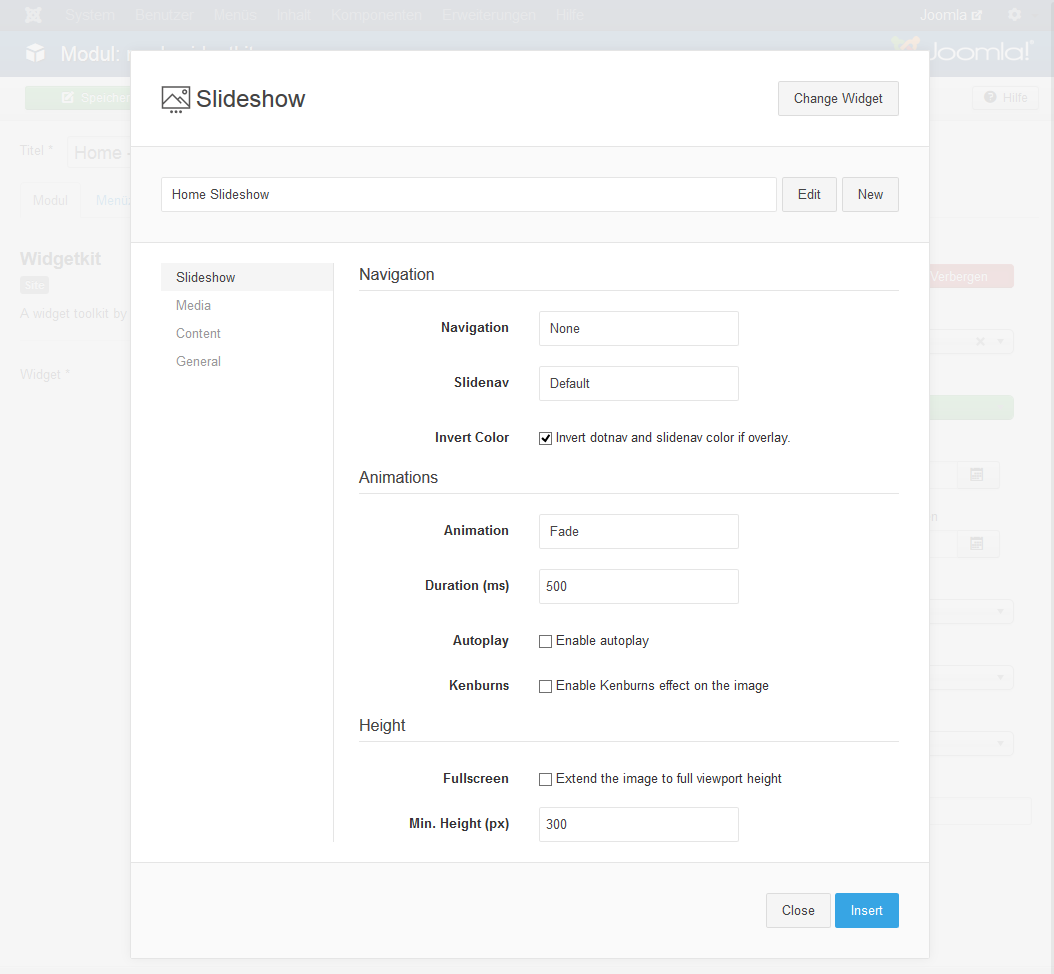 System Benutzer Menüs Inhalt Komponenten Erweiterungen Hilfe Joomla
Modul:
Joomla!
Speichern
Hilfe
Titel * Home -
Modul Menü
Widgetkit
Site
A widget toolkit by
Widget *
Verbergen
Slideshow
Change Widget
Home Slideshow
Edit
New
Slideshow
Media
Content
General
Navigation
Navigation None
Slidenav Default
Invert Color Invert dotnav and slidenav color if overlay.
Animations
Animation Fade
Duration (ms) 500
Autoplay Enable autoplay
Kenburns Enable Kenburns effect on the image
Height
Fullscreen Extend the image to full viewport height
Min. Height (px) 300
Close
Insert